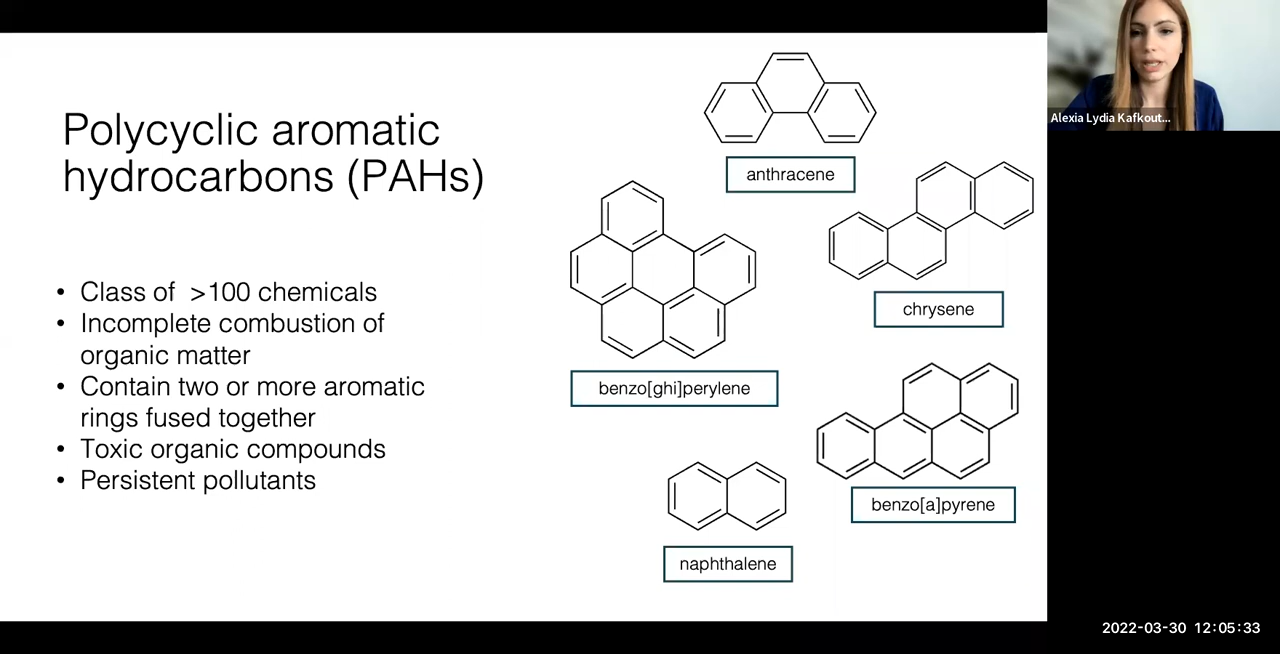 Polycyclic aromatic
hydrocarbons (PAHs)
• Class of  >100 chemicals
• Incomplete combustion of
organic matter
• Contain two or more aromatic
rings fused together
• Toxic organic compounds
• Persistent pollutants
anthracene
chrysene
benzo[ghi]perylene
benzo[a]pyrene
naphthalene
Alexia Lydia Kafkout...
2022-03-30 12:05:33